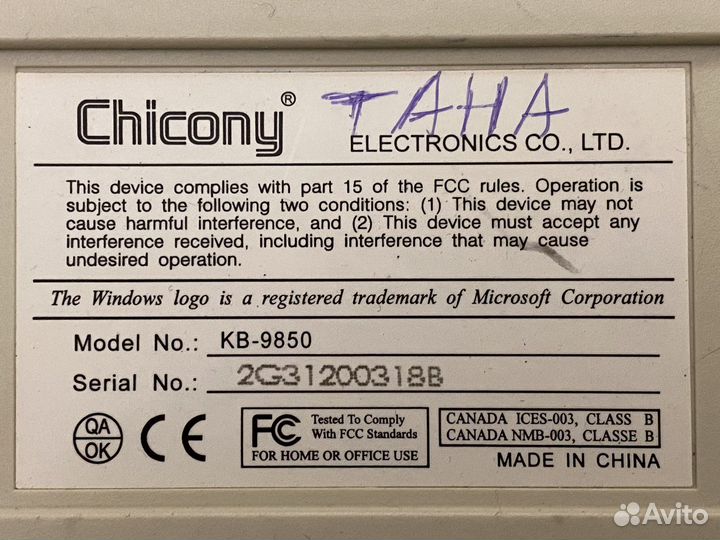 Chicony® ТАНА
ELECTRONICS CO., LTD.
This device complies with part 15 of the FCC rules. Operation is
subject to the following two conditions: (1) This device may not
cause harmful interference, and (2) This device must accept any
interference received, including interference that may cause
undesired operation.
The Windows logo is a registered trademark of Microsoft Corporation
Model No.: KB-9850
Serial No.: 2G31200318B
QA
OK
CE
FC Tested To Comply
With FCC Standards
FOR HOME OR OFFICE USE
CANADA ICES-003, CLASS B
CANADA NMB-003, CLASSE B
MADE IN CHINA
Avito